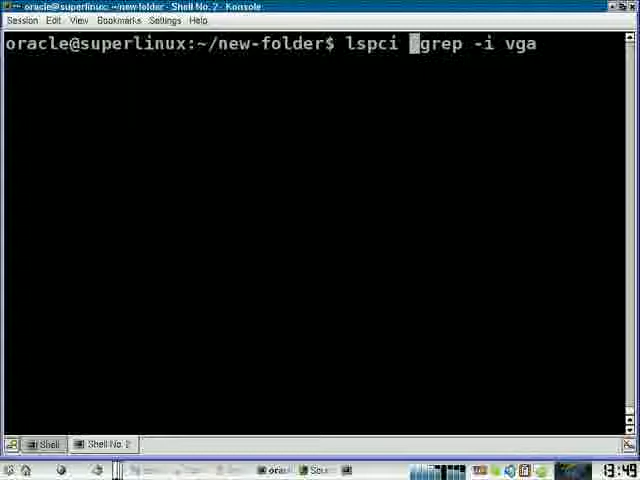 oracle@superlinux:~/new-folder - Shell No. 2 - Konsole
Session Edit View Bookmarks Settings Help
oracle@superlinux:~/new-folder$ lspci grep -i vga
Shell Shell No. 2
13:49